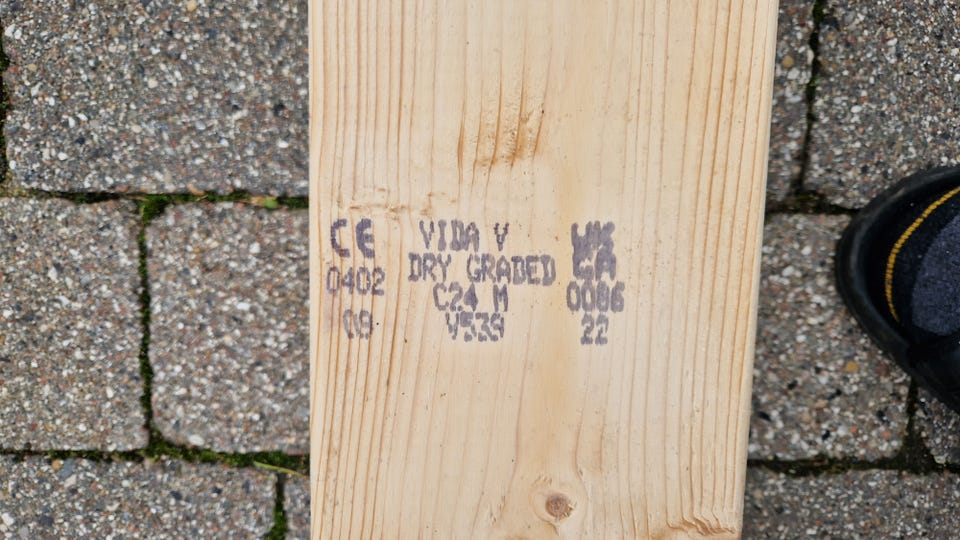 CE
0402
09
VIDA V
DRY GRADED
C24 M
V539
UK
CA
0086
22